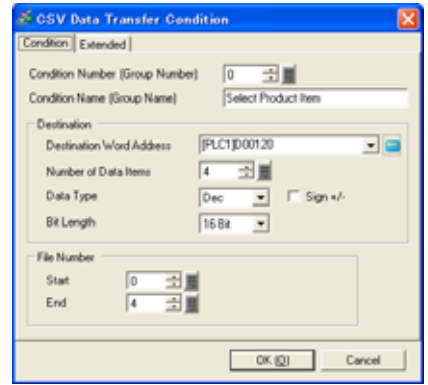 CSV Data Transfer Condition
Condition Extended
Condition Number (Group Number) 0
Condition Name (Group Name) Select Product Item
Destination
Destination Word Address [PLC1]D00120
Number of Data Items 4
Data Type Dec Sign +/-
Bit Length 16 Bit
File Number
Start 0
End 4
OK (O) Cancel